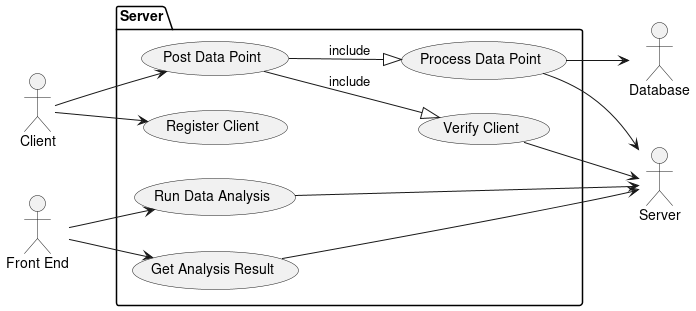 Server
Post Data Point
include
Process Data Point
Database
include
Client
Register Client
Verify Client
Run Data Analysis
Server
Front End
Get Analysis Result